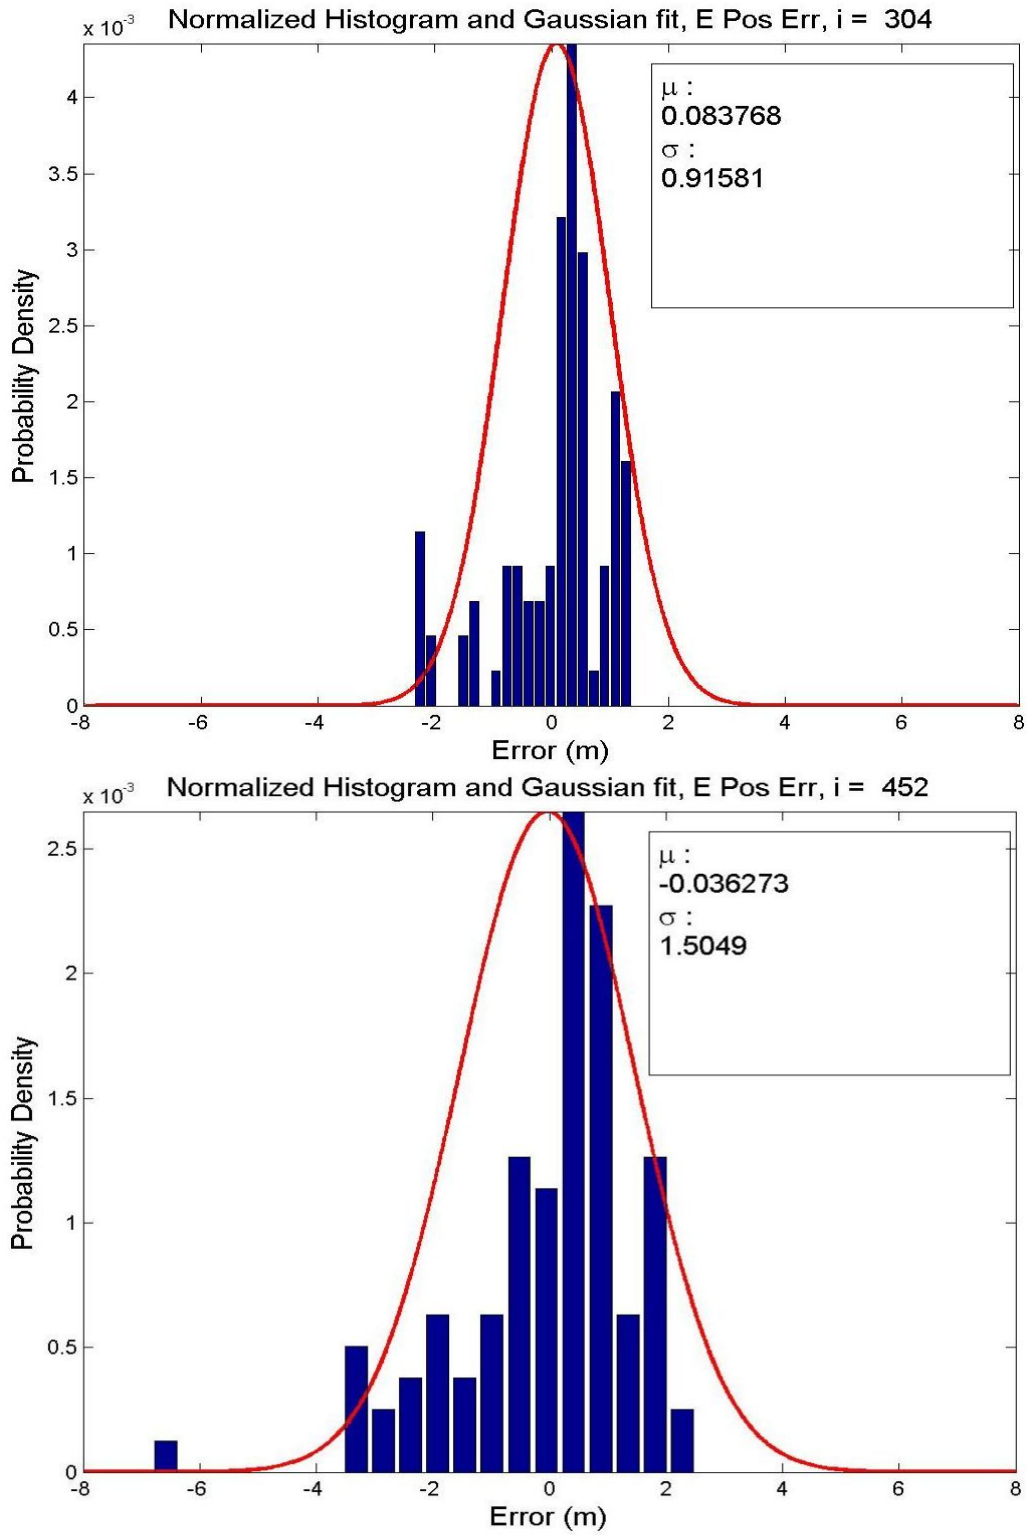 Normalized Histogram and Gaussian fit, E Pos Err, i = 304
x 10-3
μ :
0.083768
σ :
0.91581
4
3.5
3
2.5
2
1.5
1
0.5
0
Probability Density
-8 -6 -4 -2 0 2 4 6 8
Error (m)
Normalized Histogram and Gaussian fit, E Pos Err, i = 452
x 10-3
μ :
-0.036273
σ :
1.5049
2.5
2
1.5
1
0.5
0
Probability Density
-8 -6 -4 -2 0 2 4 6 8
Error (m)